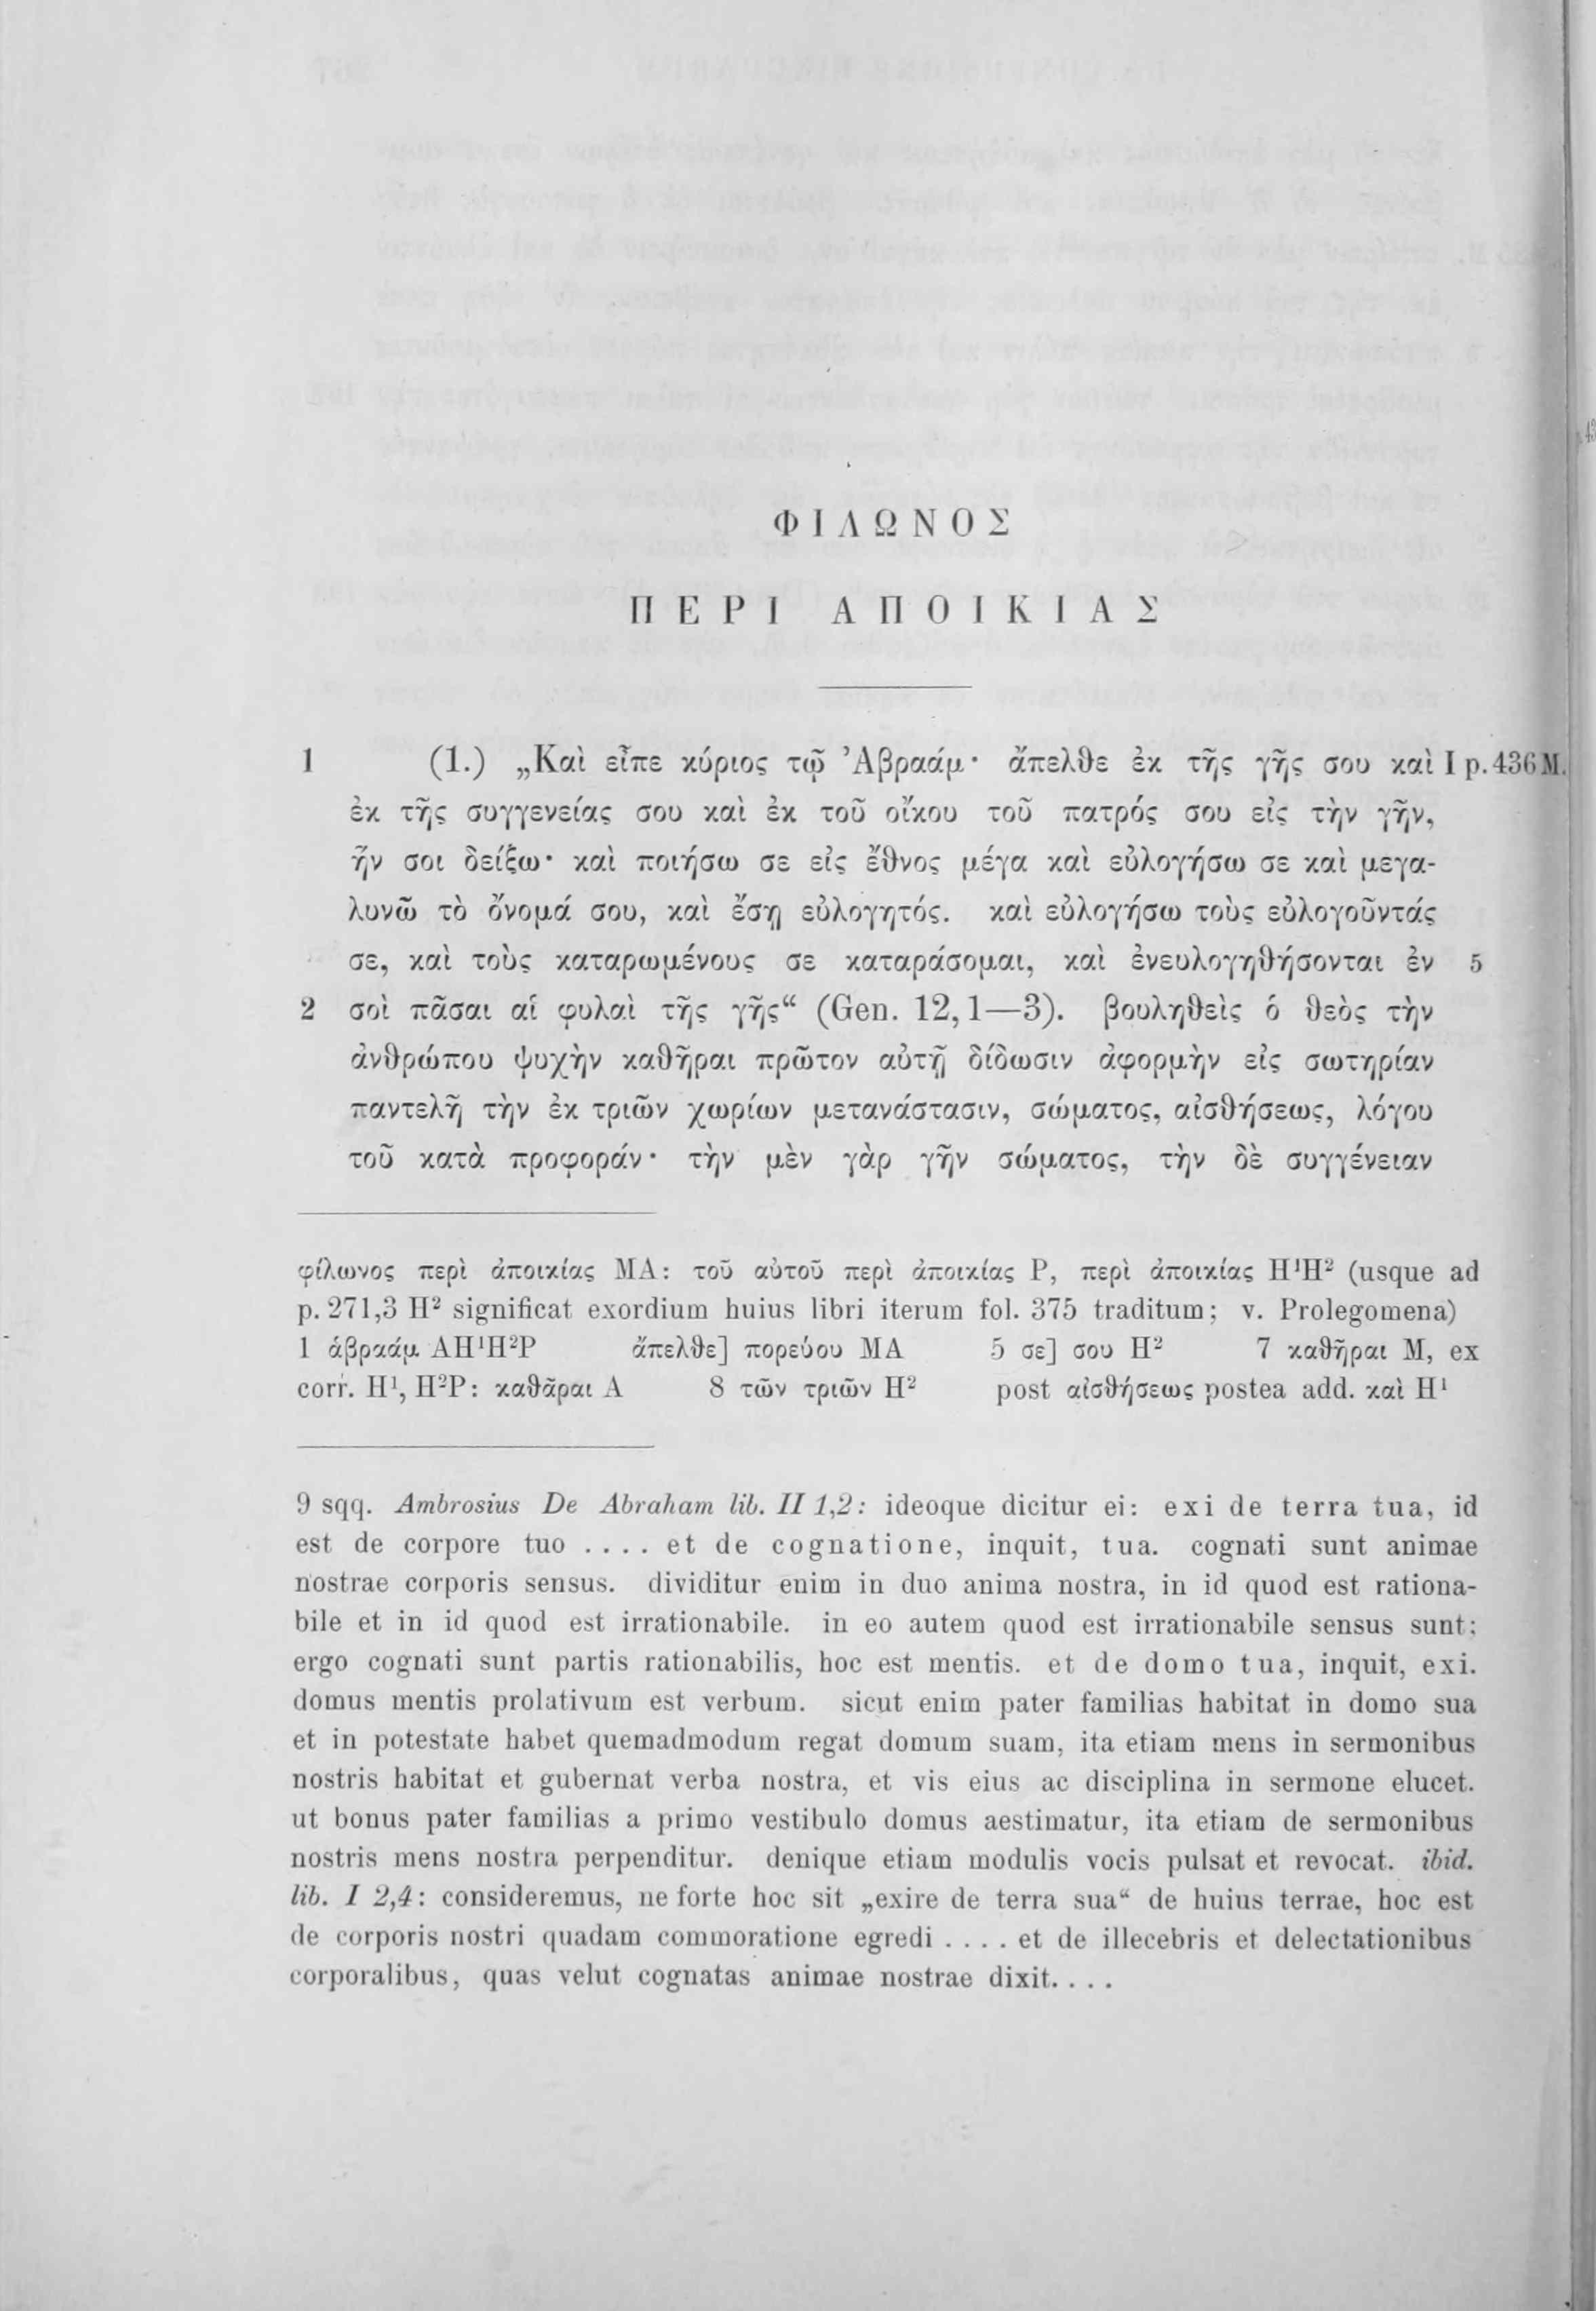 ΦΙΛΩΝΟΣ
ΠΕΡΙ ΑΠΟΙΚΙΑΣ
1 (1.) „Καὶ εἶπε κύριος τῷ Ἀβραάμ· ἄπελθε ἐκ τῆς γῆς σου καὶ I p. 436 M.
ἐκ τῆς συγγενείας σου καὶ ἐκ τοῦ οἴκου τοῦ πατρός σου εἰς τὴν γῆν,
ἥν σοι δείξω· καὶ ποιήσω σε εἰς ἔθνος μέγα καὶ εὐλογήσω σε καὶ μεγα-
λυνῶ τὸ ὄνομά σου, καὶ ἔσῃ εὐλογητός. καὶ εὐλογήσω τοὺς εὐλογοῦντάς
σε, καὶ τοὺς καταρωμένους σε καταράσομαι, καὶ ἐνευλογηθήσονται ἐν 5
2 σοὶ πᾶσαι αἱ φυλαὶ τῆς γῆς“ (Gen. 12, 1—3). βουληθεὶς ὁ θεὸς τὴν
ἀνθρώπου ψυχὴν καθῆραι πρῶτον αὐτῇ δίδωσιν ἀφορμὴν εἰς σωτηρίαν
παντελῆ τὴν ἐκ τριῶν χωρίων μετανάστασιν, σώματος, αἰσθήσεως, λόγου
τοῦ κατὰ προφοράν· τὴν μὲν γὰρ γῆν σώματος, τὴν δὲ συγγένειαν
φίλωνος περὶ ἀποικίας MA: τοῦ αὐτοῦ περὶ ἀποικίας P, περὶ ἀποικίας H¹H² (usque ad
p. 271,3 H² significat exordium huius libri iterum fol. 375 traditum; v. Prolegomena)
1 ἁβραάμ AH¹H²P ἄπελθε] πορεύου MA 5 σε] σου H² 7 καθῆραι M, ex
corr. H¹, H²P: καθᾶραι A 8 τῶν τριῶν H² post αἰσθήσεως postea add. καὶ H¹
9 sqq. Ambrosius De Abraham lib. II 1,2: ideoque dicitur ei: exi de terra tua, id
est de corpore tuo .... et de cognatione, inquit, tua. cognati sunt animae
nostrae corporis sensus. dividitur enim in duo anima nostra, in id quod est rationa-
bile et in id quod est irrationabile. in eo autem quod est irrationabile sensus sunt:
ergo cognati sunt partis rationabilis, hoc est mentis. et de domo tua, inquit, exi.
domus mentis prolativum est verbum. sicut enim pater familias habitat in domo sua
et in potestate habet quemadmodum regat domum suam, ita etiam mens in sermonibus
nostris habitat et gubernat verba nostra, et vis eius ac disciplina in sermone elucet.
ut bonus pater familias a primo vestibulo domus aestimatur, ita etiam de sermonibus
nostris mens nostra perpenditur. denique etiam modulis vocis pulsat et revocat. ibid.
lib. I 2,4: consideremus, ne forte hoc sit „exire de terra sua“ de huius terrae, hoc est
de corporis nostri quadam commoratione egredi .... et de illecebris et delectationibus
corporalibus, quas velut cognatas animae nostrae dixit....